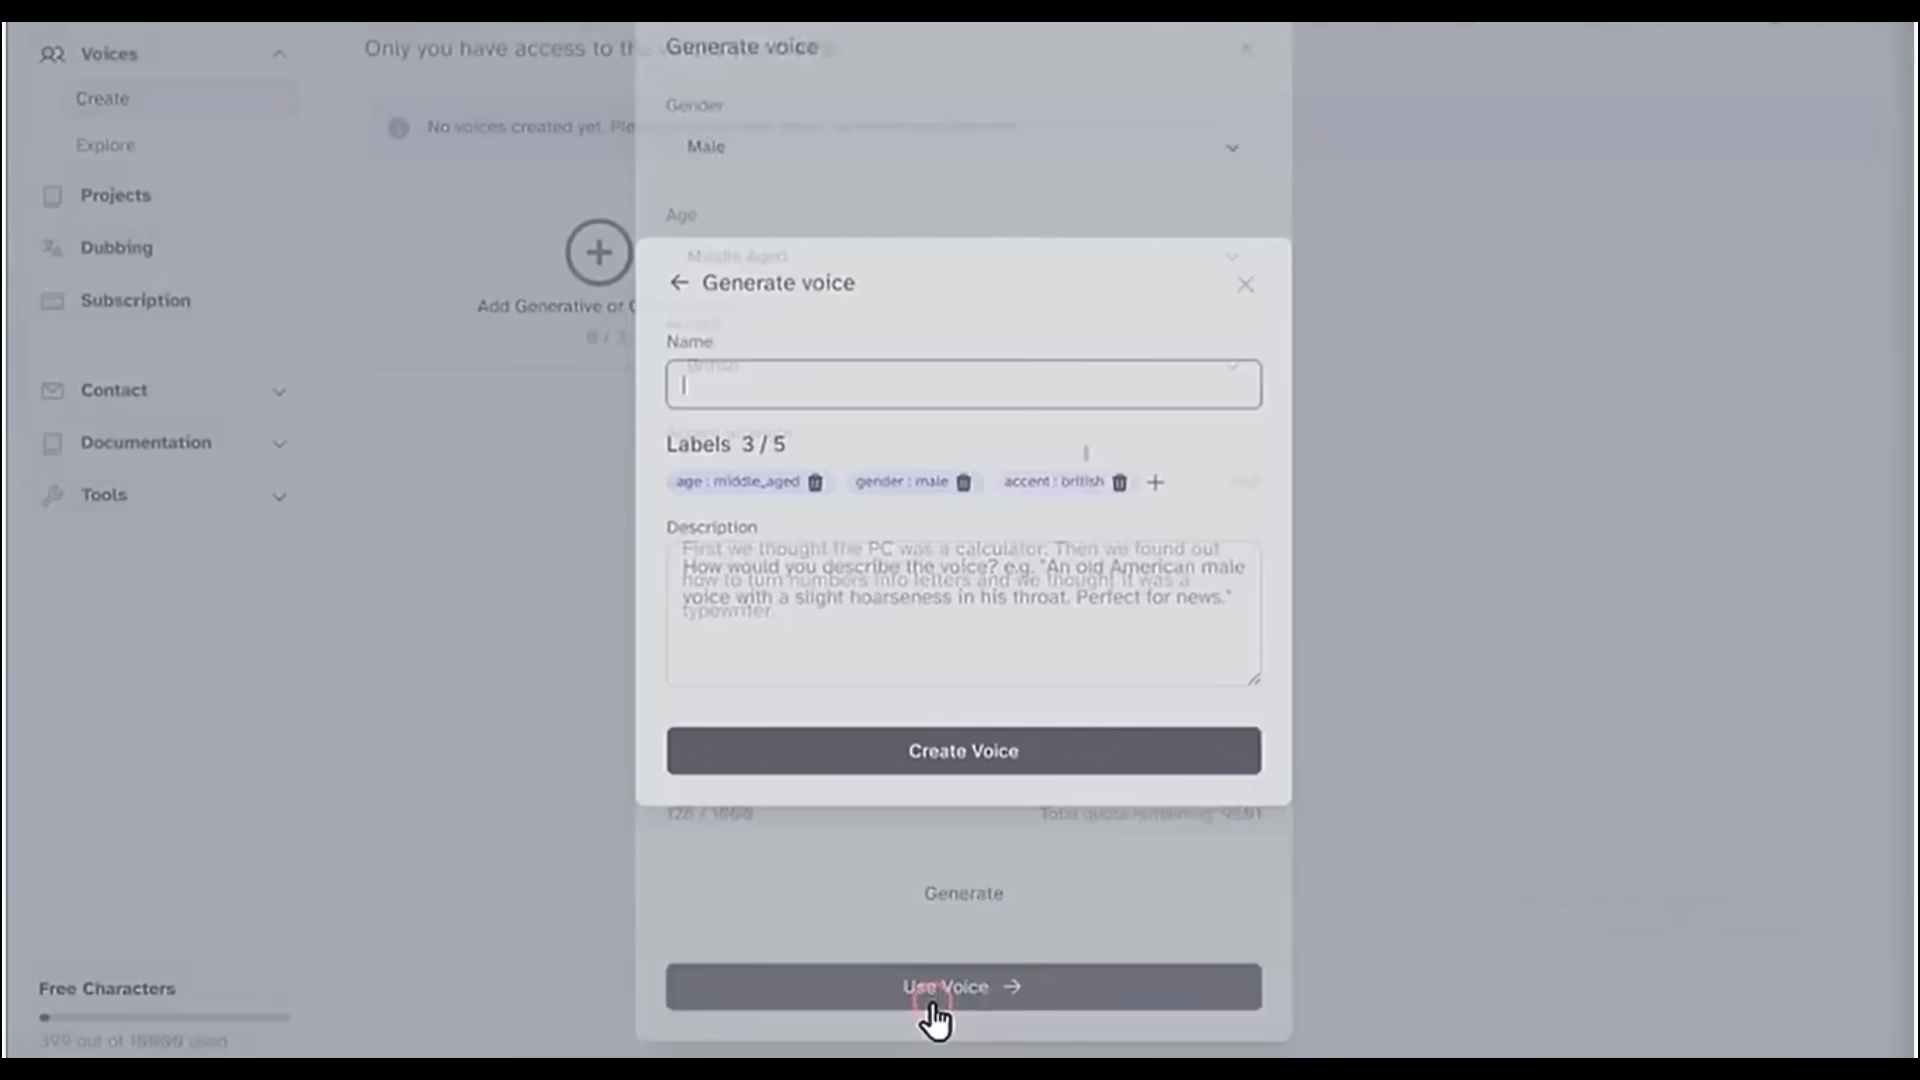 Voices
Create
Explore
Projects
Dubbing
Subscription
Contact
Documentation
Tools
Free Characters
399 out of 10000 used
Only you have access to the
No voices created yet. Ple
Add Generative or C
0 / 3
Generate voice
Gender
Male
Age
Middle Aged
Accent
British
Generate voice
Name
Labels 3 / 5
age : middle_aged
gender : male
accent : british
Description
First we thought the PC was a calculator. Then we found out
how to turn numbers into letters and we thought it was a
typewriter.
How would you describe the voice? e.g. "An old American male
voice with a slight hoarseness in his throat. Perfect for news."
Create Voice
128 / 1000
Total quota remaining: 9601
Generate
Use Voice →